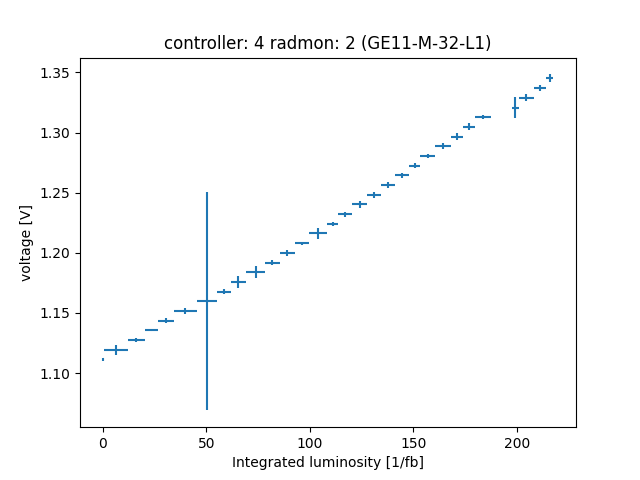 controller: 4 radmon: 2 (GE11-M-32-L1)
1.35
1.30
1.25
1.20
1.15
1.10
voltage [V]
0 50 100 150 200
Integrated luminosity [1/fb]